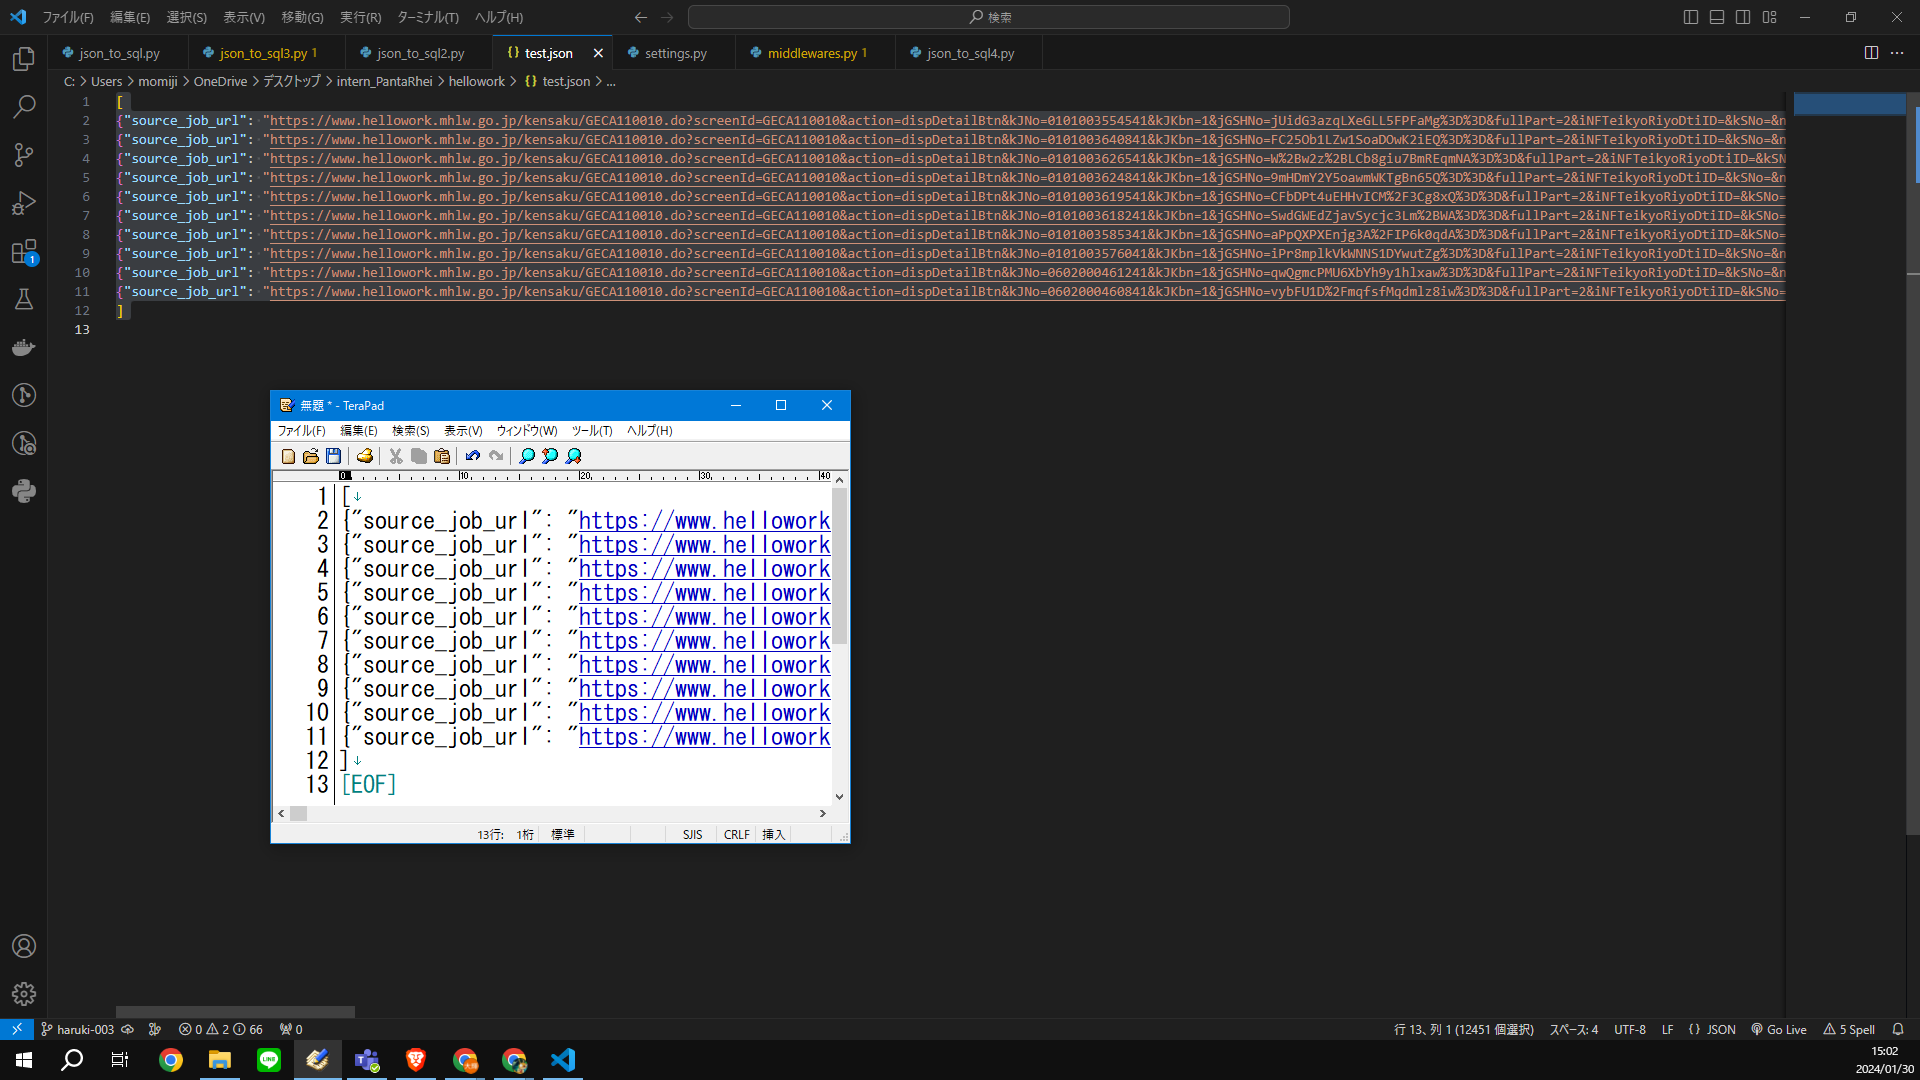 ファイル(F) 編集(E) 選択(S) 表示(V) 移動(G) 実行(R) ターミナル(T) ヘルプ(H) 検索
json_to_sql.py json_to_sql3.py 1 json_to_sql2.py test.json settings.py middlewares.py 1 json_to_sql4.py
C: > Users > momiji > OneDrive > デスクトップ > intern_PantaRhei > hellowork > {} test.json > ...
1 [
2 {"source_job_url": "https://www.hellowork.mhlw.go.jp/kensaku/GECA110010.do?screenId=GECA110010&action=dispDetailBtn&kJNo=0101003554541&kJKbn=1&jGSHNo=jUidG3azqLXeGLL5FPFaMg%3D%3D&fullPart=2&iNFTeikyoRiyoDtiID=&kSNo=&n
3 {"source_job_url": "https://www.hellowork.mhlw.go.jp/kensaku/GECA110010.do?screenId=GECA110010&action=dispDetailBtn&kJNo=0101003640841&kJKbn=1&jGSHNo=FC25Ob1LZw1SoaDOwK2iEQ%3D%3D&fullPart=2&iNFTeikyoRiyoDtiID=&kSNo=&n
4 {"source_job_url": "https://www.hellowork.mhlw.go.jp/kensaku/GECA110010.do?screenId=GECA110010&action=dispDetailBtn&kJNo=0101003626541&kJKbn=1&jGSHNo=W%2Bw2z%2BLCb8giu7BmREqmNA%3D%3D&fullPart=2&iNFTeikyoRiyoDtiID=&kSN
5 {"source_job_url": "https://www.hellowork.mhlw.go.jp/kensaku/GECA110010.do?screenId=GECA110010&action=dispDetailBtn&kJNo=0101003624841&kJKbn=1&jGSHNo=9mHDmY2Y5oawmWKTgBn65Q%3D%3D&fullPart=2&iNFTeikyoRiyoDtiID=&kSNo=&n
6 {"source_job_url": "https://www.hellowork.mhlw.go.jp/kensaku/GECA110010.do?screenId=GECA110010&action=dispDetailBtn&kJNo=0101003619541&kJKbn=1&jGSHNo=CFbDPt4uEHHvICM%2F3Cg8xQ%3D%3D&fullPart=2&iNFTeikyoRiyoDtiID=&kSNo=
7 {"source_job_url": "https://www.hellowork.mhlw.go.jp/kensaku/GECA110010.do?screenId=GECA110010&action=dispDetailBtn&kJNo=0101003618241&kJKbn=1&jGSHNo=SwdGWEdZjavSycjc3Lm%2BWA%3D%3D&fullPart=2&iNFTeikyoRiyoDtiID=&kSNo=
8 {"source_job_url": "https://www.hellowork.mhlw.go.jp/kensaku/GECA110010.do?screenId=GECA110010&action=dispDetailBtn&kJNo=0101003585341&kJKbn=1&jGSHNo=aPpQXPXEnjg3A%2FIP6k0qdA%3D%3D&fullPart=2&iNFTeikyoRiyoDtiID=&kSNo=
9 {"source_job_url": "https://www.hellowork.mhlw.go.jp/kensaku/GECA110010.do?screenId=GECA110010&action=dispDetailBtn&kJNo=0101003576041&kJKbn=1&jGSHNo=iPr8mplkVkWNNS1DYwutZg%3D%3D&fullPart=2&iNFTeikyoRiyoDtiID=&kSNo=&n
10 {"source_job_url": "https://www.hellowork.mhlw.go.jp/kensaku/GECA110010.do?screenId=GECA110010&action=dispDetailBtn&kJNo=0602000461241&kJKbn=1&jGSHNo=qwQgmcPMU6XbYh9y1hlxaw%3D%3D&fullPart=2&iNFTeikyoRiyoDtiID=&kSNo=&n
11 {"source_job_url": "https://www.hellowork.mhlw.go.jp/kensaku/GECA110010.do?screenId=GECA110010&action=dispDetailBtn&kJNo=0602000460841&kJKbn=1&jGSHNo=vybFU1D%2FmqfsfMqdmlz8iw%3D%3D&fullPart=2&iNFTeikyoRiyoDtiID=&kSNo=
12 ]
13
無題 * - TeraPad
ファイル(F) 編集(E) 検索(S) 表示(V) ウィンドウ(W) ツール(T) ヘルプ(H)
0 10 20 30 40
1 [↓
2 {"source_job_url": "https://www.hellowork
3 {"source_job_url": "https://www.hellowork
4 {"source_job_url": "https://www.hellowork
5 {"source_job_url": "https://www.hellowork
6 {"source_job_url": "https://www.hellowork
7 {"source_job_url": "https://www.hellowork
8 {"source_job_url": "https://www.hellowork
9 {"source_job_url": "https://www.hellowork
10 {"source_job_url": "https://www.hellowork
11 {"source_job_url": "https://www.hellowork
12 ]↓
13 [EOF]
13行: 1桁 標準 SJIS CRLF 挿入
1
haruki-003 0 2 66 0 行 13、列 1 (12451 個選択) スペース: 4 UTF-8 LF {} JSON Go Live 5 Spell
15:02
2024/01/30